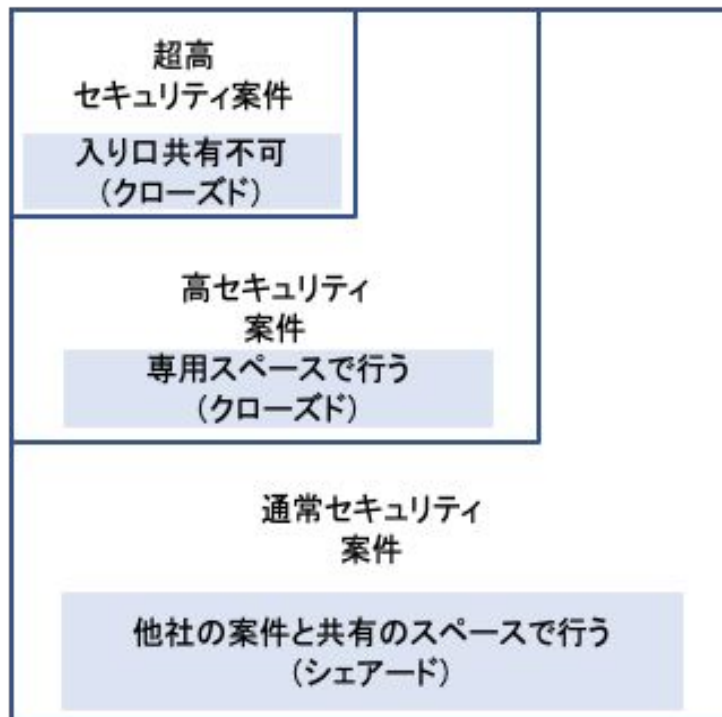 超高
セキュリティ案件
入り口共有不可
(クローズド)
高セキュリティ
案件
専用スペースで行う
(クローズド)
通常セキュリティ
案件
他社の案件と共有のスペースで行う
(シェアード)